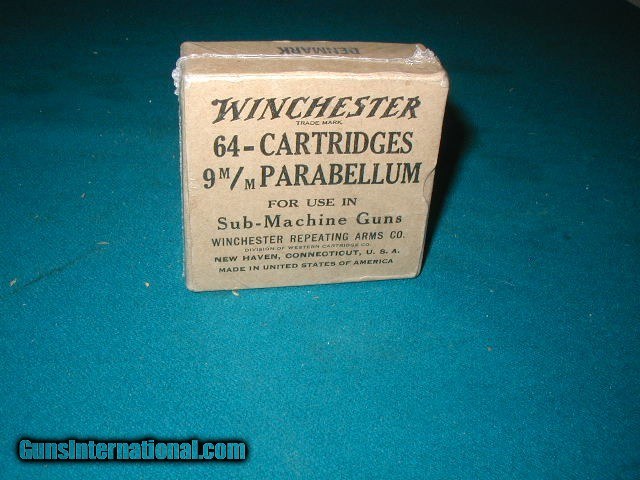 DENMARK
WINCHESTER
TRADE MARK
64-CARTRIDGES
9 M/M PARABELLUM
FOR USE IN
Sub-Machine Guns
WINCHESTER REPEATING ARMS CO.
DIVISION OF WESTERN CARTRIDGE CO.
NEW HAVEN, CONNECTICUT, U. S. A.
MADE IN UNITED STATES OF AMERICA
GunsInternational.com